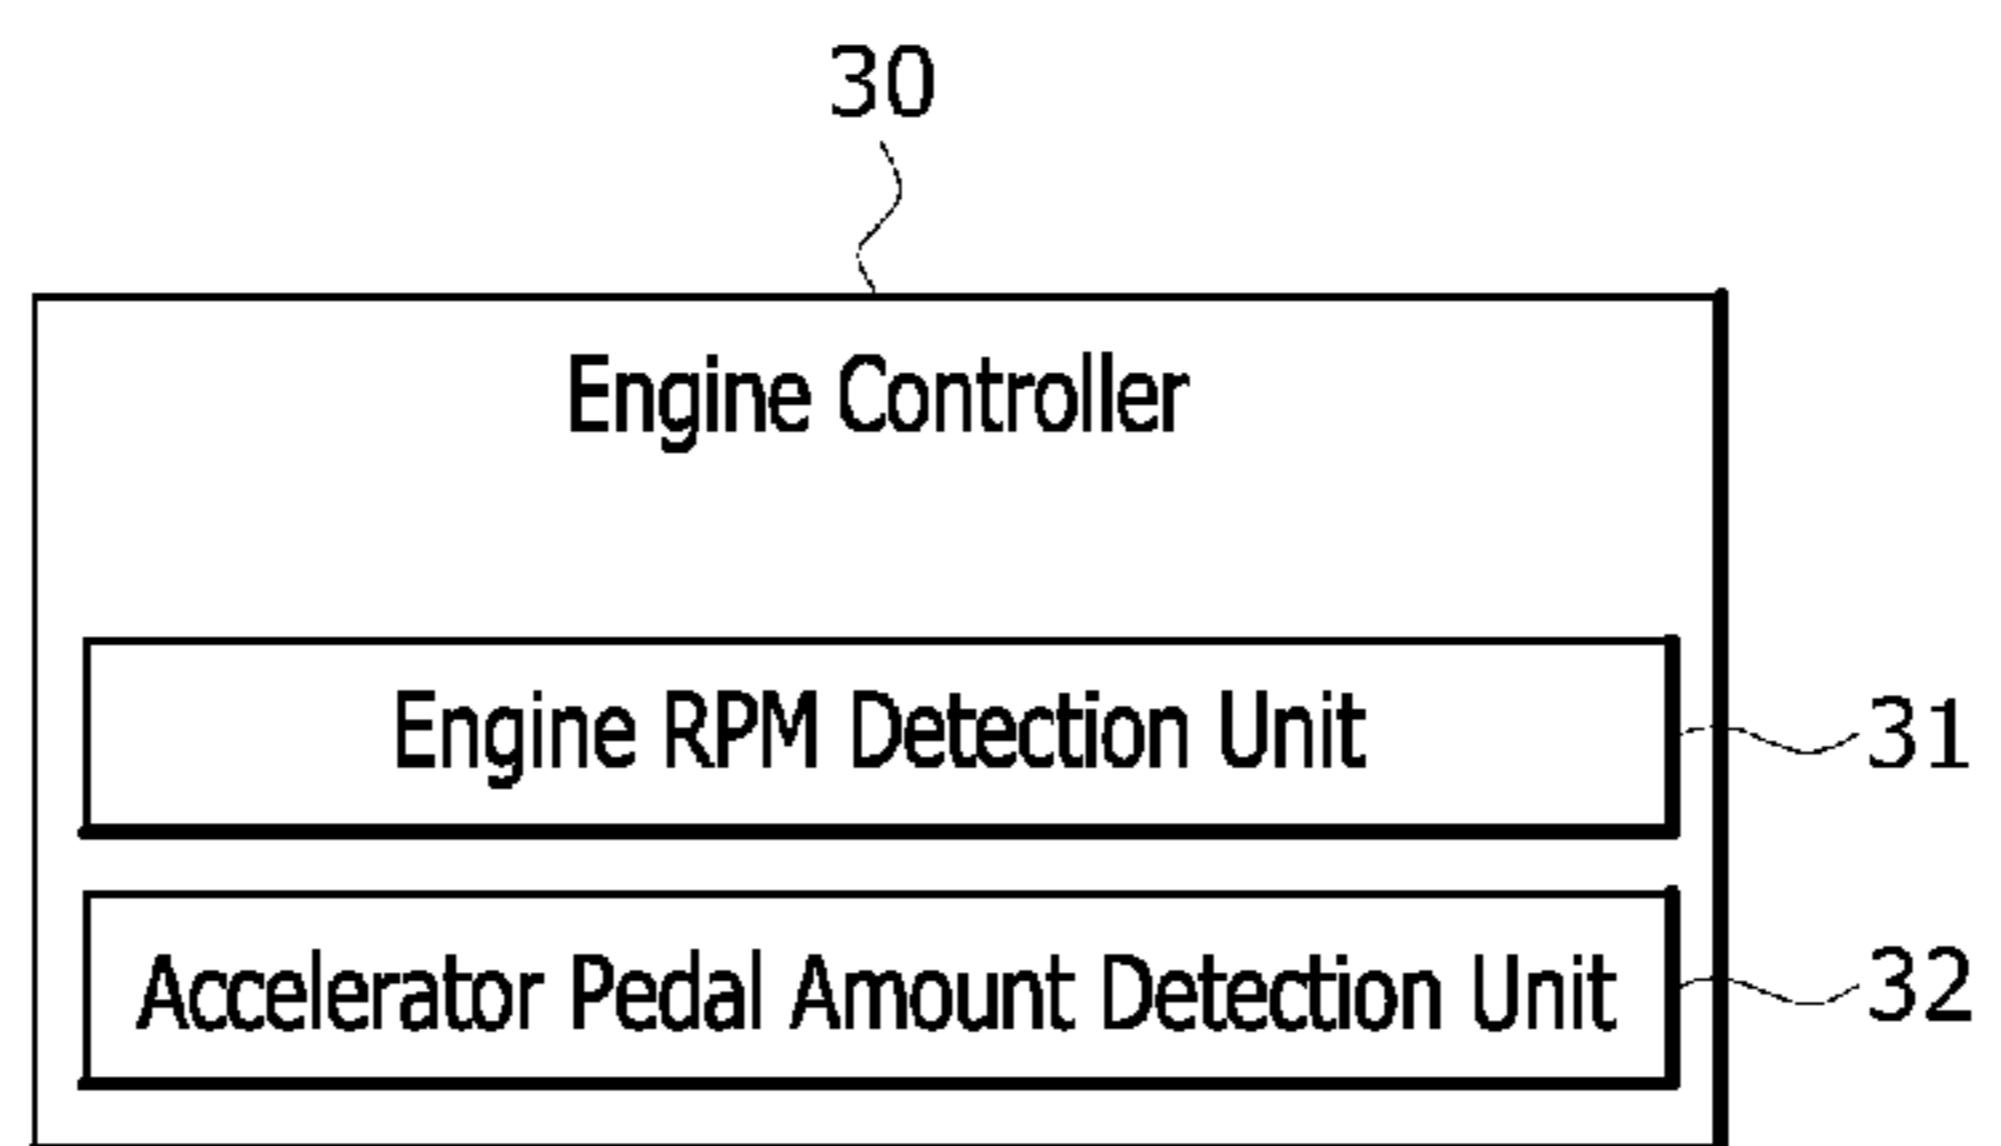 30
Engine Controller
Engine RPM Detection Unit
31
Accelerator Pedal Amount Detection Unit
32